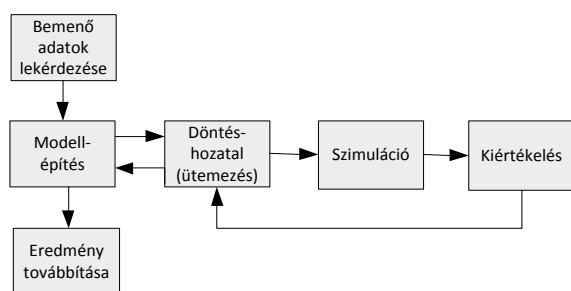 Bemenő
adatok
lekérdezése
Modell-
építés
Döntés-
hozatal
(ütemezés)
Szimuláció
Kiértékelés
Eredmény
továbbítása